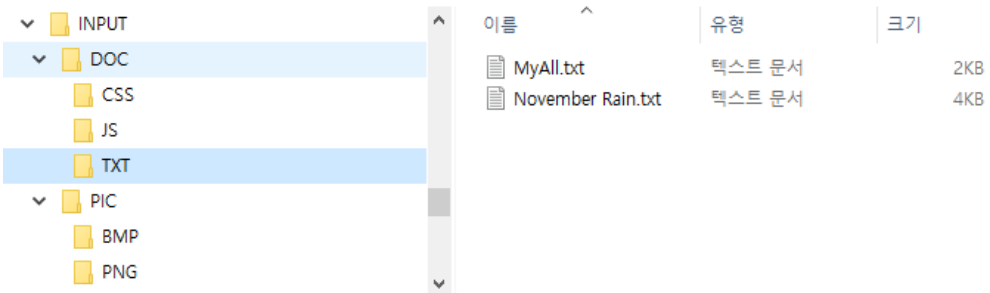 INPUT
DOC
CSS
JS
TXT
PIC
BMP
PNG
이름 유형 크기
MyAll.txt 텍스트 문서 2KB
November Rain.txt 텍스트 문서 4KB